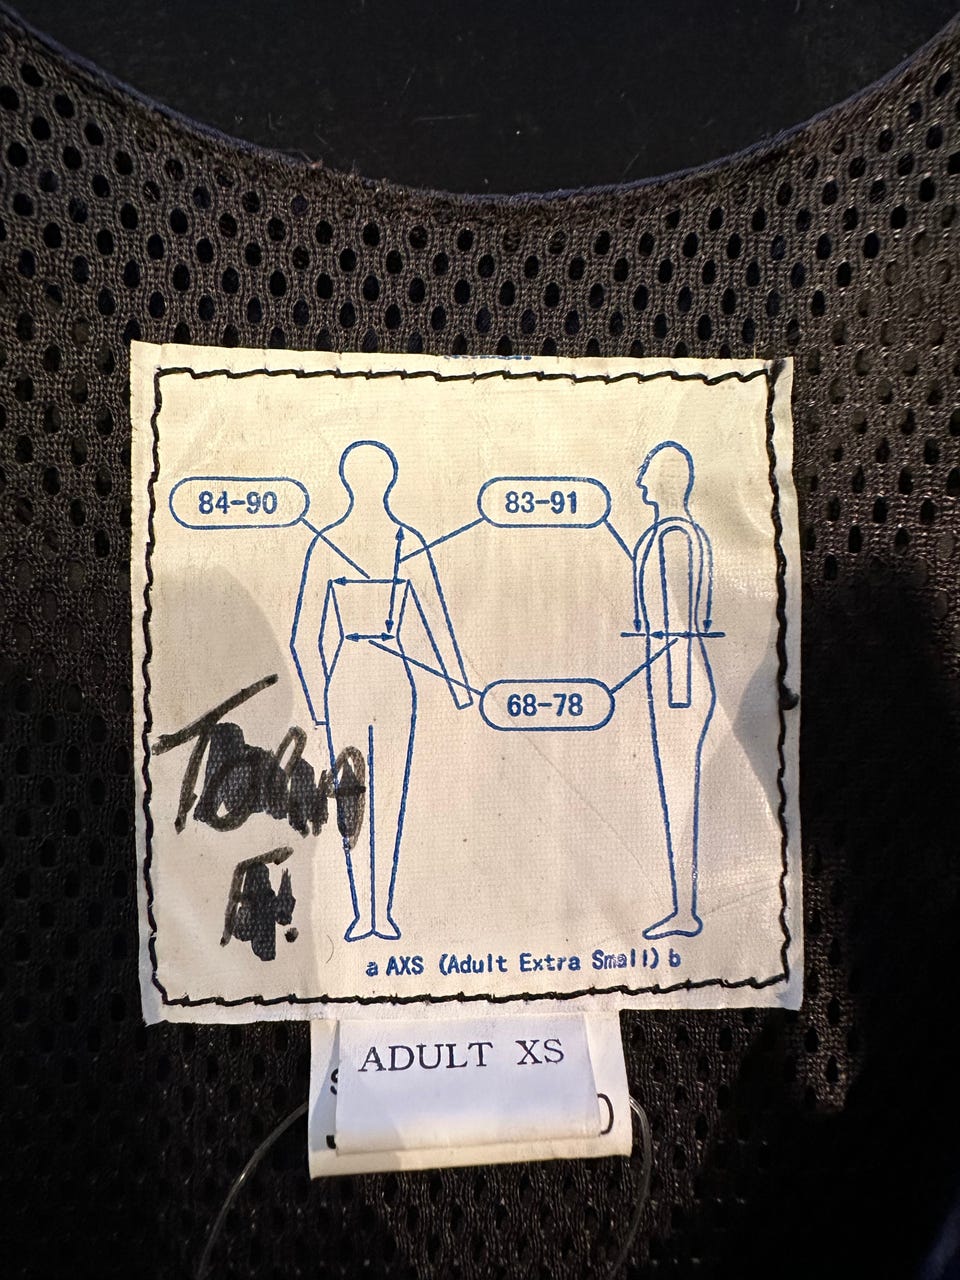 84-90
83-91
68-78
a AXS (Adult Extra Small) b
ADULT XS